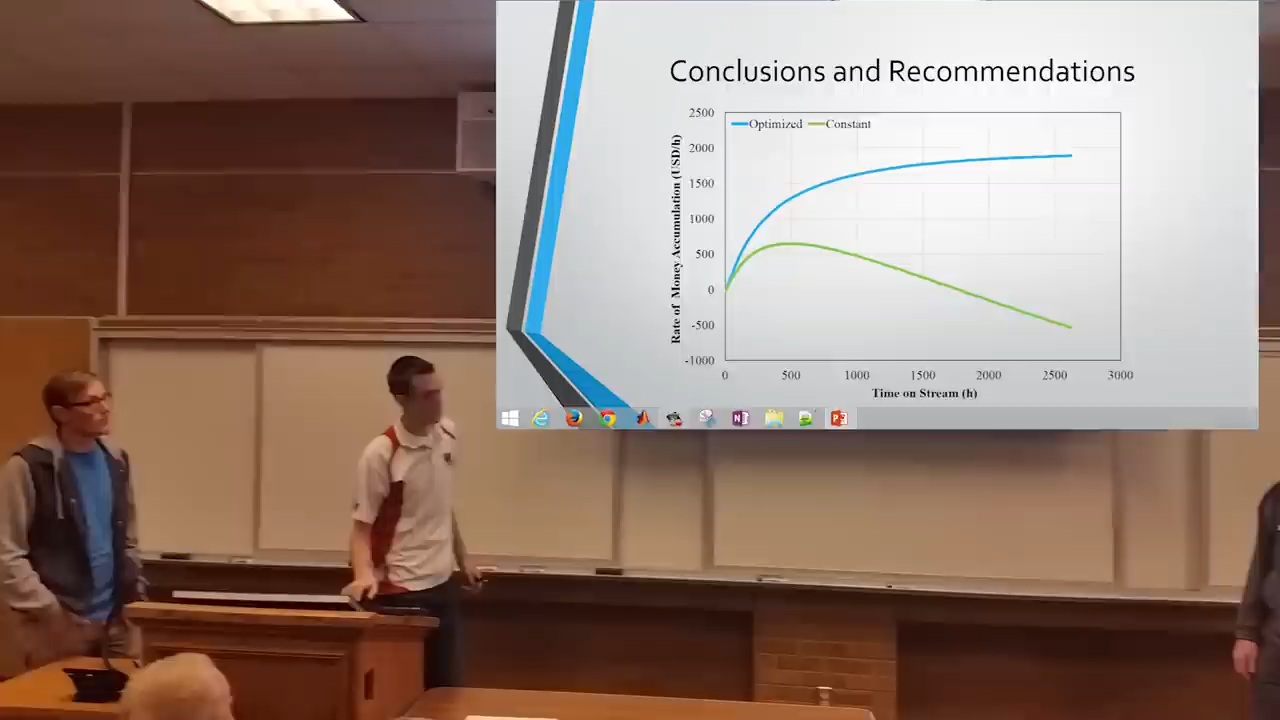 Conclusions and Recommendations
Optimized Constant
Rate of Money Accumulation (USD/h)
2500
2000
1500
1000
500
0
-500
-1000
0 500 1000 1500 2000 2500 3000
Time on Stream (h)